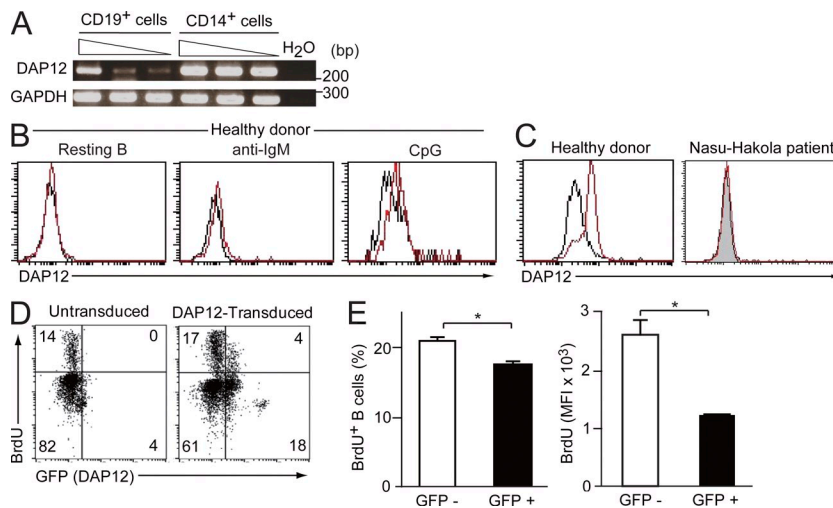 A
CD19+ cells CD14+ cells
H2O (bp)
DAP12
200
GAPDH
300
B
Healthy donor
Resting B anti-IgM CpG
DAP12
C
Healthy donor Nasu-Hakola patient
DAP12
D
Untransduced DAP12-Transduced
14 0 17 4
82 4 61 18
BrdU
GFP (DAP12)
E
* *
BrdU+ B cells (%)
20
10
0
GFP - GFP +
BrdU (MFI x 103)
3
2
1
0
GFP - GFP +